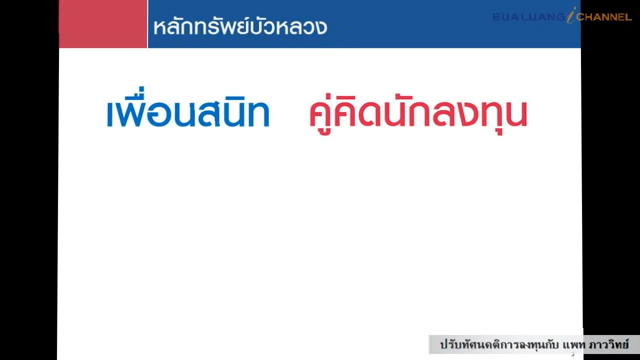 หลักทรัพย์บัวหลวง
BUALUANG iCHANNEL
เพื่อนสนิท คู่คิดนักลงทุน
ปรับทัศนคติการลงทุนกับ แพท ภาววิทย์